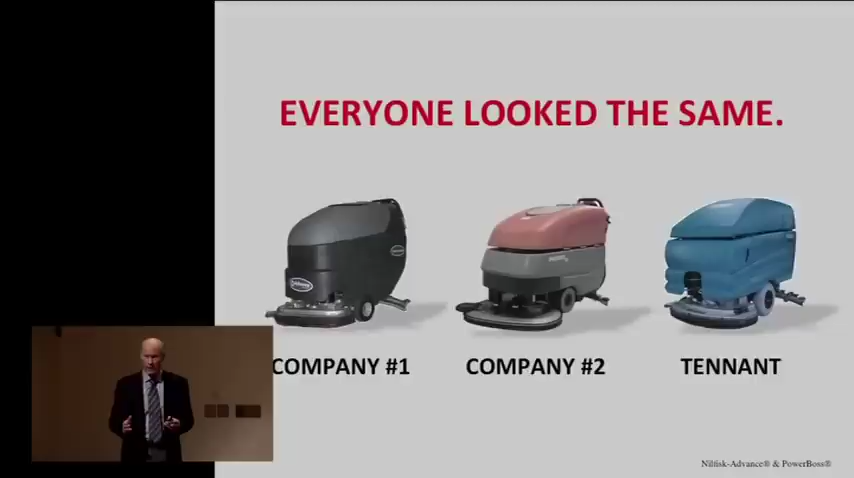 EVERYONE LOOKED THE SAME.
COMPANY #1
COMPANY #2
TENNANT
Nilfisk-Advance® & PowerBoss®